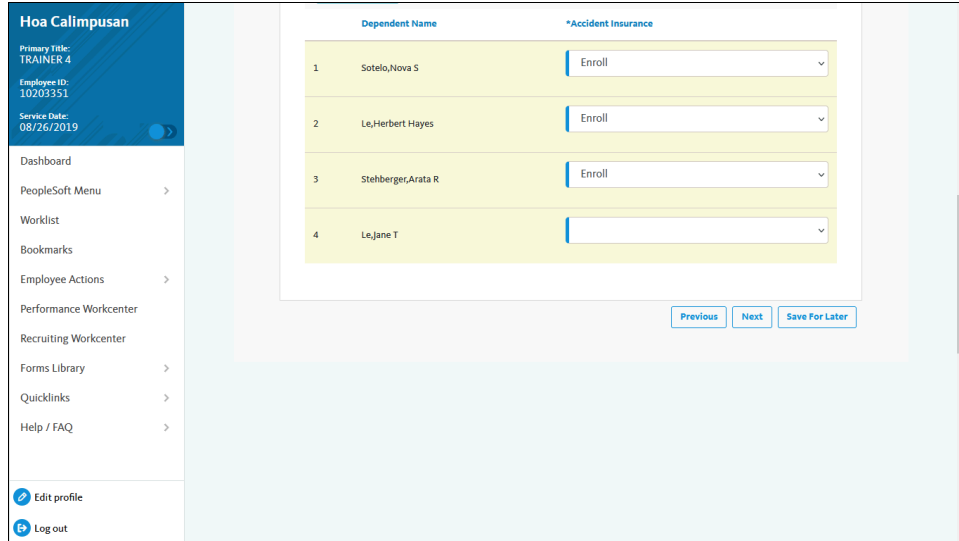 Hoa Calimpusan
Primary Title:
TRAINER 4
Employee ID:
10203351
Service Date:
08/26/2019
Dashboard
PeopleSoft Menu
Worklist
Bookmarks
Employee Actions
Performance Workcenter
Recruiting Workcenter
Forms Library
Quicklinks
Help / FAQ
Edit profile
Log out
Dependent Name *Accident Insurance
1 Sotelo,Nova S Enroll
2 Le,Herbert Hayes Enroll
3 Stehberger,Arata R Enroll
4 Le,Jane T
Previous Next Save For Later